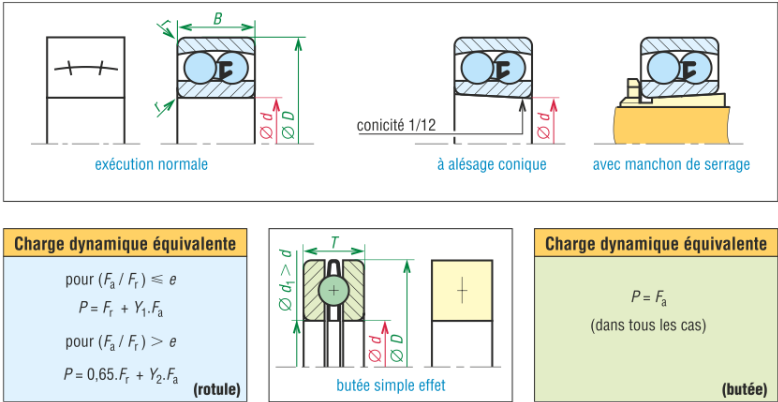 B
r
r
Ø d
Ø D
exécution normale
conicité 1/12
Ø d
à alésage conique
avec manchon de serrage
Charge dynamique équivalente
pour (Fa / Fr) ≤ e
P = Fr + Y1.Fa
pour (Fa / Fr) > e
P = 0,65.Fr + Y2.Fa
(rotule)
T
Ø d1 > d
Ø d
Ø D
butée simple effet
Charge dynamique équivalente
P = Fa
(dans tous les cas)
(butée)